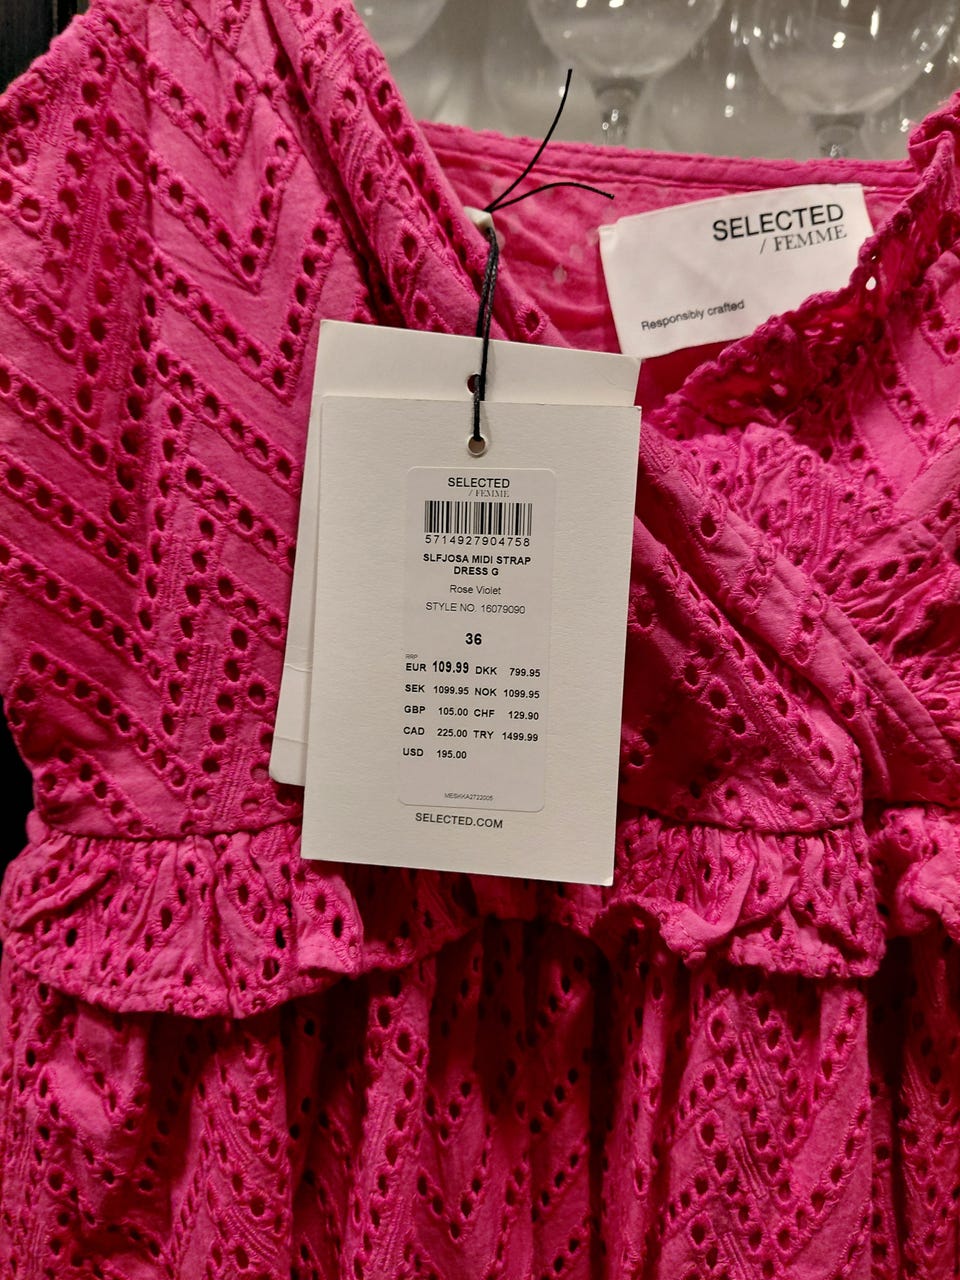 SELECTED
/ FEMME
Responsibly crafted
SELECTED
/ FEMME
5714927904758
SLFJOSA MIDI STRAP
DRESS G
Rose Violet
STYLE NO. 16079090
36
RRP
EUR 109.99 DKK 799.95
SEK 1099.95 NOK 1099.95
GBP 105.00 CHF 129.90
CAD 225.00 TRY 1499.99
USD 195.00
SELECTED.COM